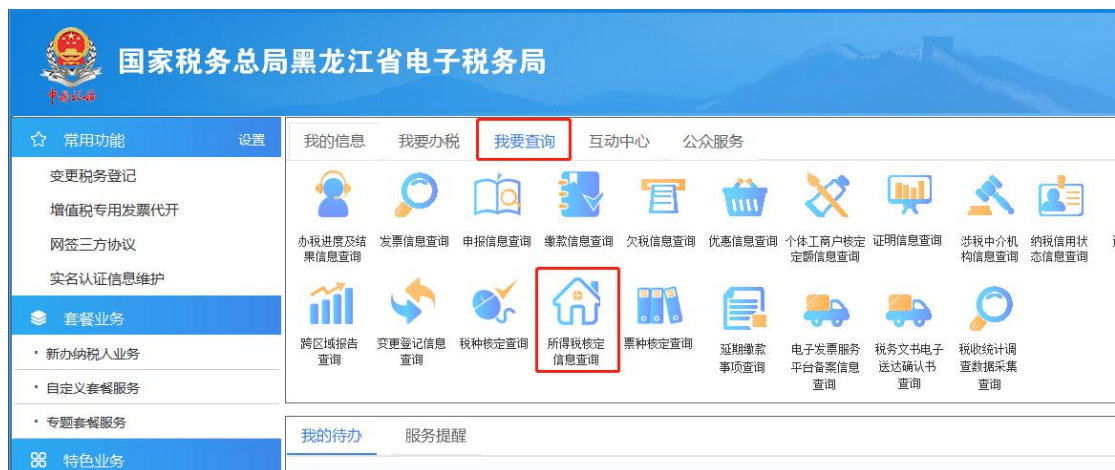 国家税务总局黑龙江省电子税务局
中国税务
常用功能 设置
变更税务登记
增值税专用发票代开
网签三方协议
实名认证信息维护
套餐业务
· 新办纳税人业务
· 自定义套餐服务
· 专题套餐服务
特色业务
我的信息 我要办税 我要查询 互动中心 公众服务
办税进度及结
果信息查询
发票信息查询
申报信息查询
缴款信息查询
欠税信息查询
优惠信息查询
个体工商户核定
定额信息查询
证明信息查询
涉税中介机
构信息查询
纳税信用状
态信息查询
跨区域报告
查询
变更登记信息
查询
税种核定查询
所得税核定
信息查询
票种核定查询
延期缴款
事项查询
电子发票服务
平台备案信息
查询
税务文书电子
送达确认书
查询
税收统计调
查数据采集
查询
我的待办 服务提醒